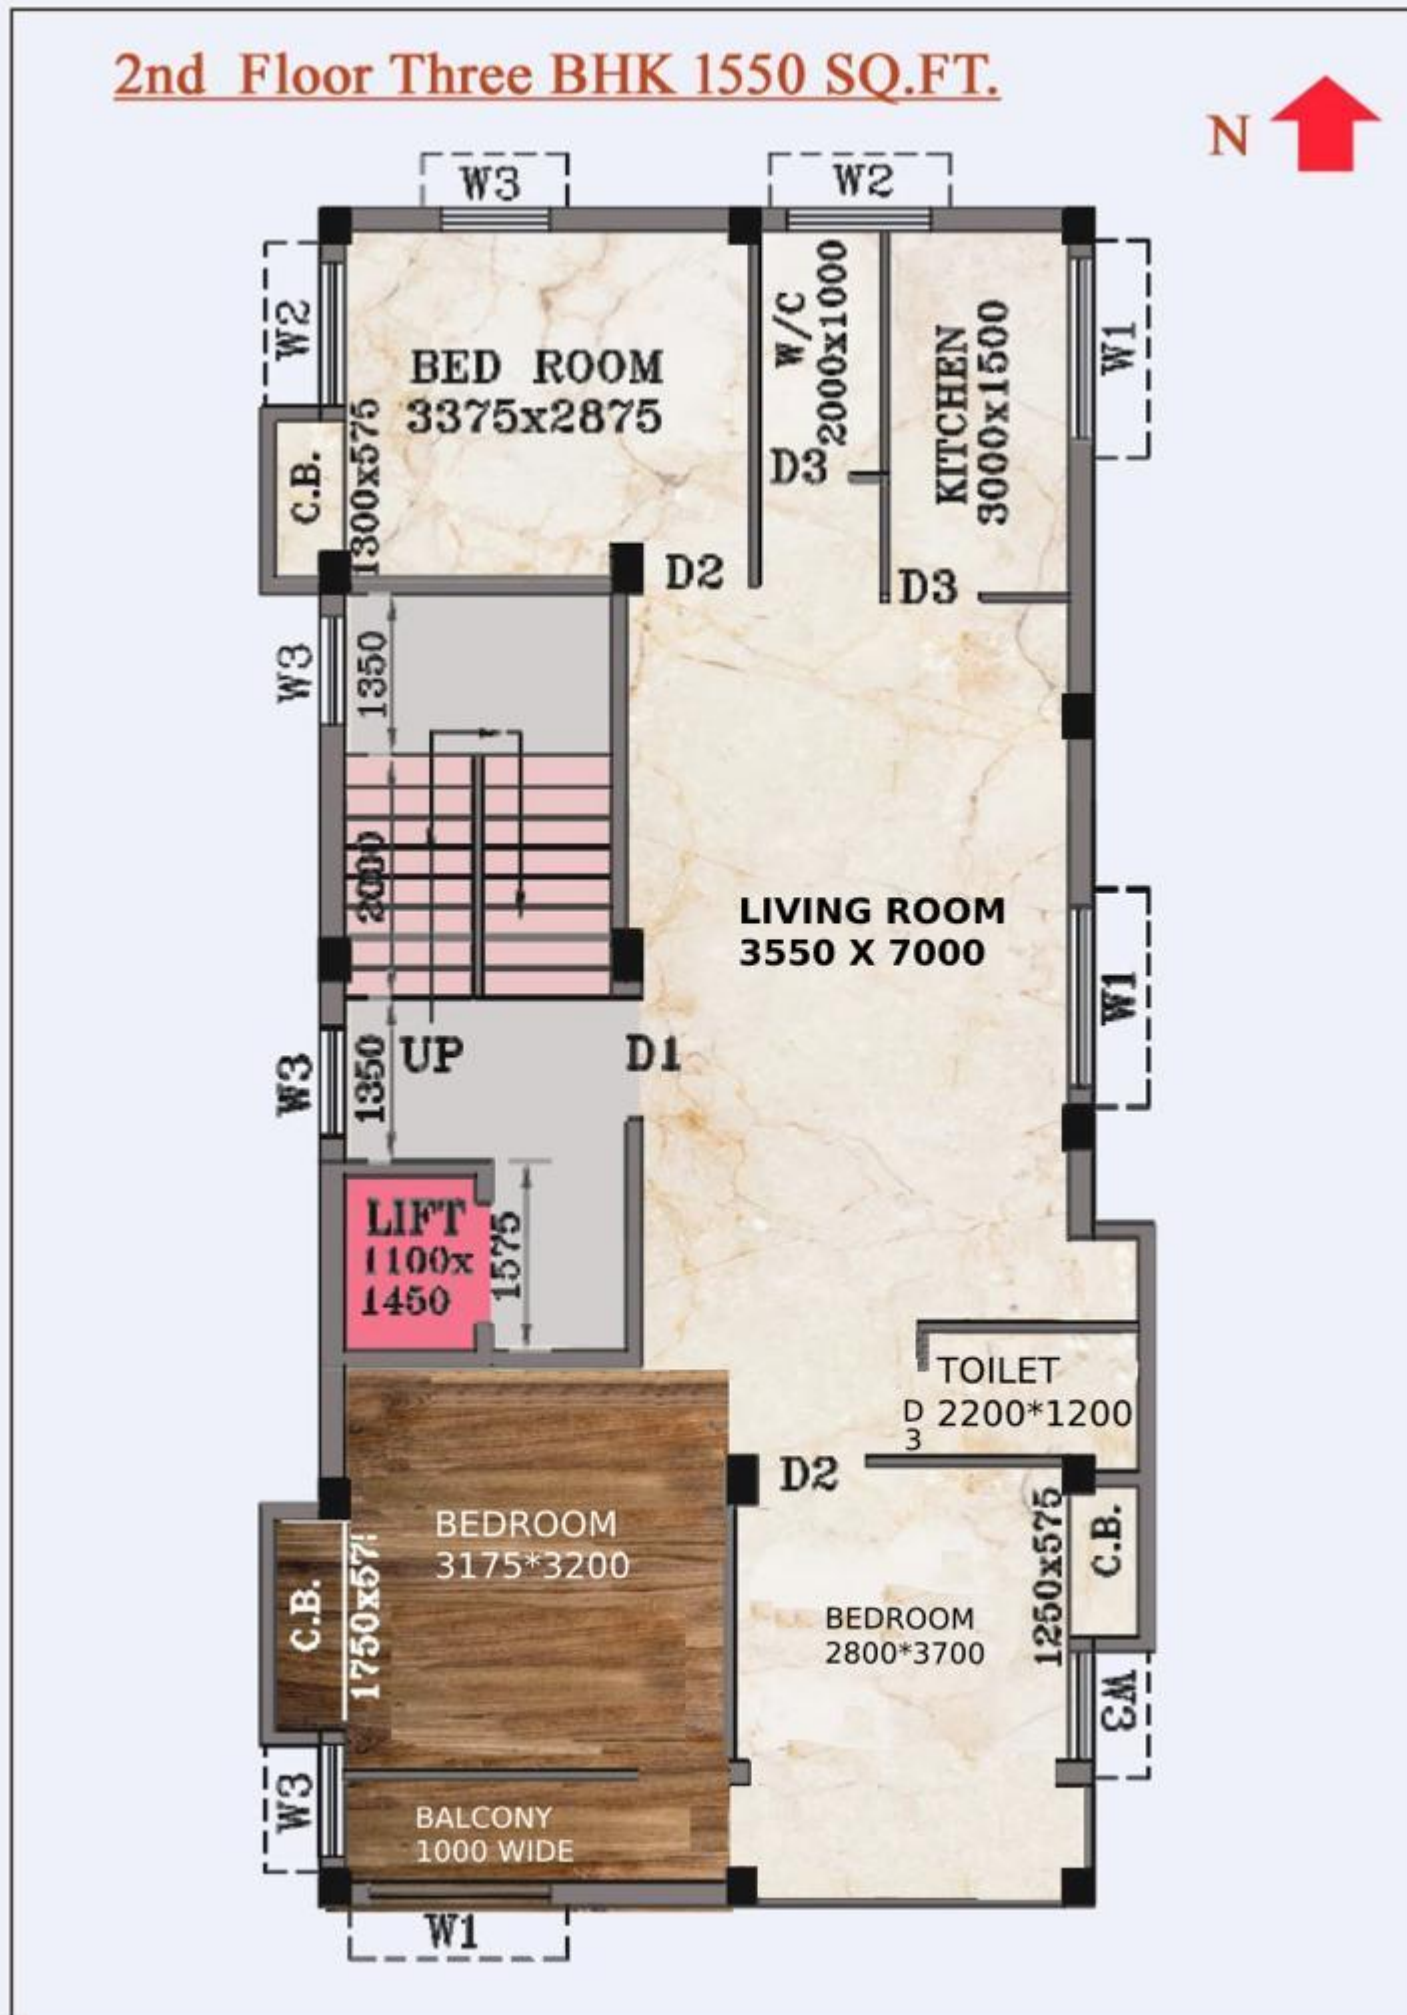 2nd Floor Three BHK 1550 SQ.FT.
N
W3
W2
W2
BED ROOM
3375x2875
W/C
2000x1000
D3
KITCHEN
3000x1500
W1
C.B.
1300x575
D2
D3
W3
1350
2000
LIVING ROOM
3550 X 7000
W1
W3
1350
UP
D1
LIFT
1100x
1450
1575
TOILET
2200*1200
D
3
D2
BEDROOM
3175*3200
C.B.
1750x57
BEDROOM
2800*3700
1250x575
C.B.
W3
W3
BALCONY
1000 WIDE
W1